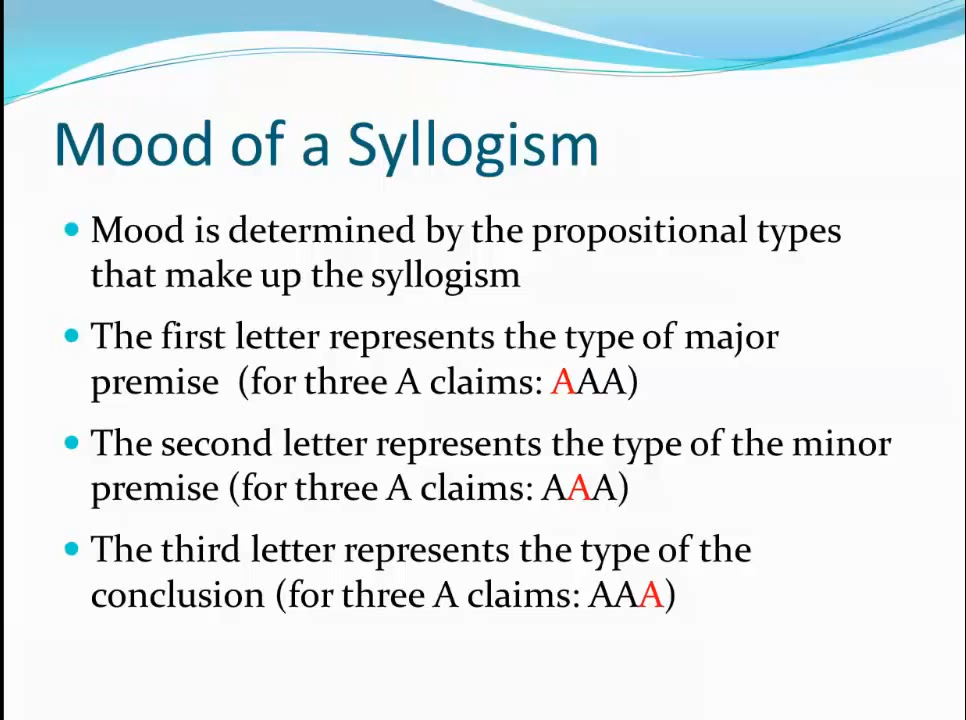 Mood of a Syllogism
• Mood is determined by the propositional types
that make up the syllogism
• The first letter represents the type of major
premise (for three A claims: AAA)
• The second letter represents the type of the minor
premise (for three A claims: AAA)
• The third letter represents the type of the
conclusion (for three A claims: AAA)